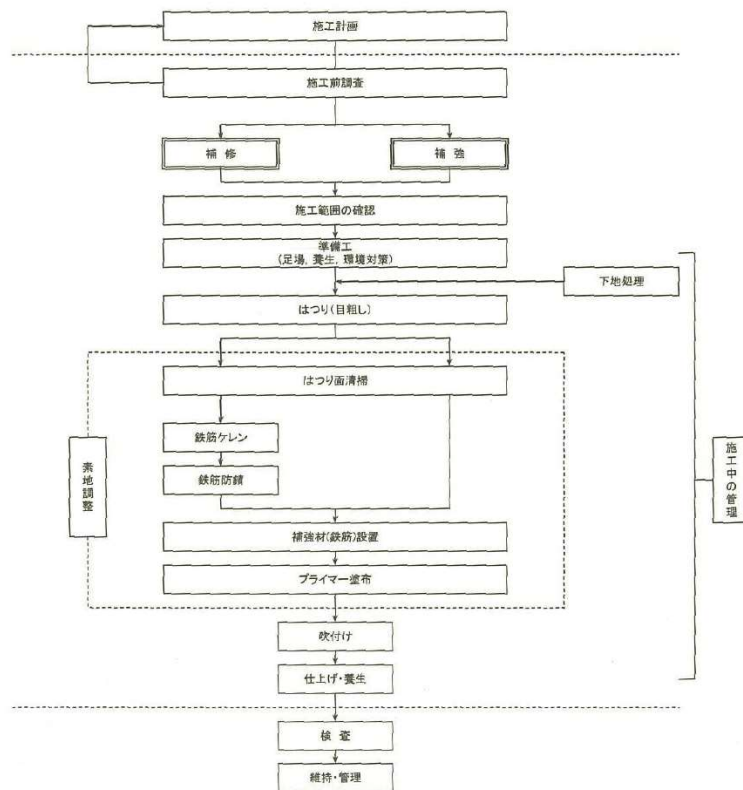 施工計画
施工前調査
補修
補強
施工範囲の確認
準備工
(足場, 養生, 環境対策)
下地処理
はつり(目粗し)
はつり面清掃
鉄筋ケレン
素地調整
施工中の管理
鉄筋防錆
補強材(鉄筋)設置
プライマー塗布
吹付け
仕上げ・養生
検査
維持・管理